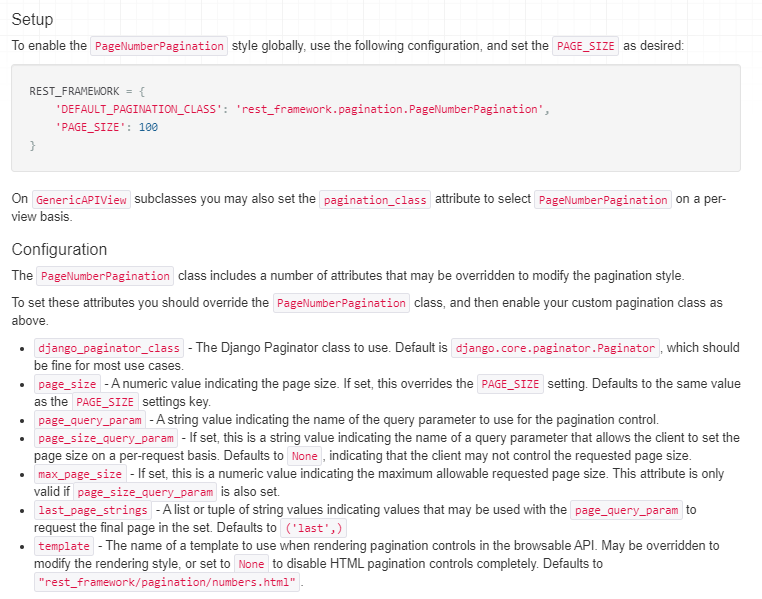 Setup
To enable the PageNumberPagination style globally, use the following configuration, and set the PAGE_SIZE as desired:
REST_FRAMEWORK = {
    'DEFAULT_PAGINATION_CLASS': 'rest_framework.pagination.PageNumberPagination',
    'PAGE_SIZE': 100
}
On GenericAPIView subclasses you may also set the pagination_class attribute to select PageNumberPagination on a per-
view basis.
Configuration
The PageNumberPagination class includes a number of attributes that may be overridden to modify the pagination style.
To set these attributes you should override the PageNumberPagination class, and then enable your custom pagination class as
above.
• django_paginator_class - The Django Paginator class to use. Default is django.core.paginator.Paginator, which should
be fine for most use cases.
• page_size - A numeric value indicating the page size. If set, this overrides the PAGE_SIZE setting. Defaults to the same value
as the PAGE_SIZE settings key.
• page_query_param - A string value indicating the name of the query parameter to use for the pagination control.
• page_size_query_param - If set, this is a string value indicating the name of a query parameter that allows the client to set the
page size on a per-request basis. Defaults to None, indicating that the client may not control the requested page size.
• max_page_size - If set, this is a numeric value indicating the maximum allowable requested page size. This attribute is only
valid if page_size_query_param is also set.
• last_page_strings - A list or tuple of string values indicating values that may be used with the page_query_param to
request the final page in the set. Defaults to ('last',)
• template - The name of a template to use when rendering pagination controls in the browsable API. May be overridden to
modify the rendering style, or set to None to disable HTML pagination controls completely. Defaults to
"rest_framework/pagination/numbers.html".